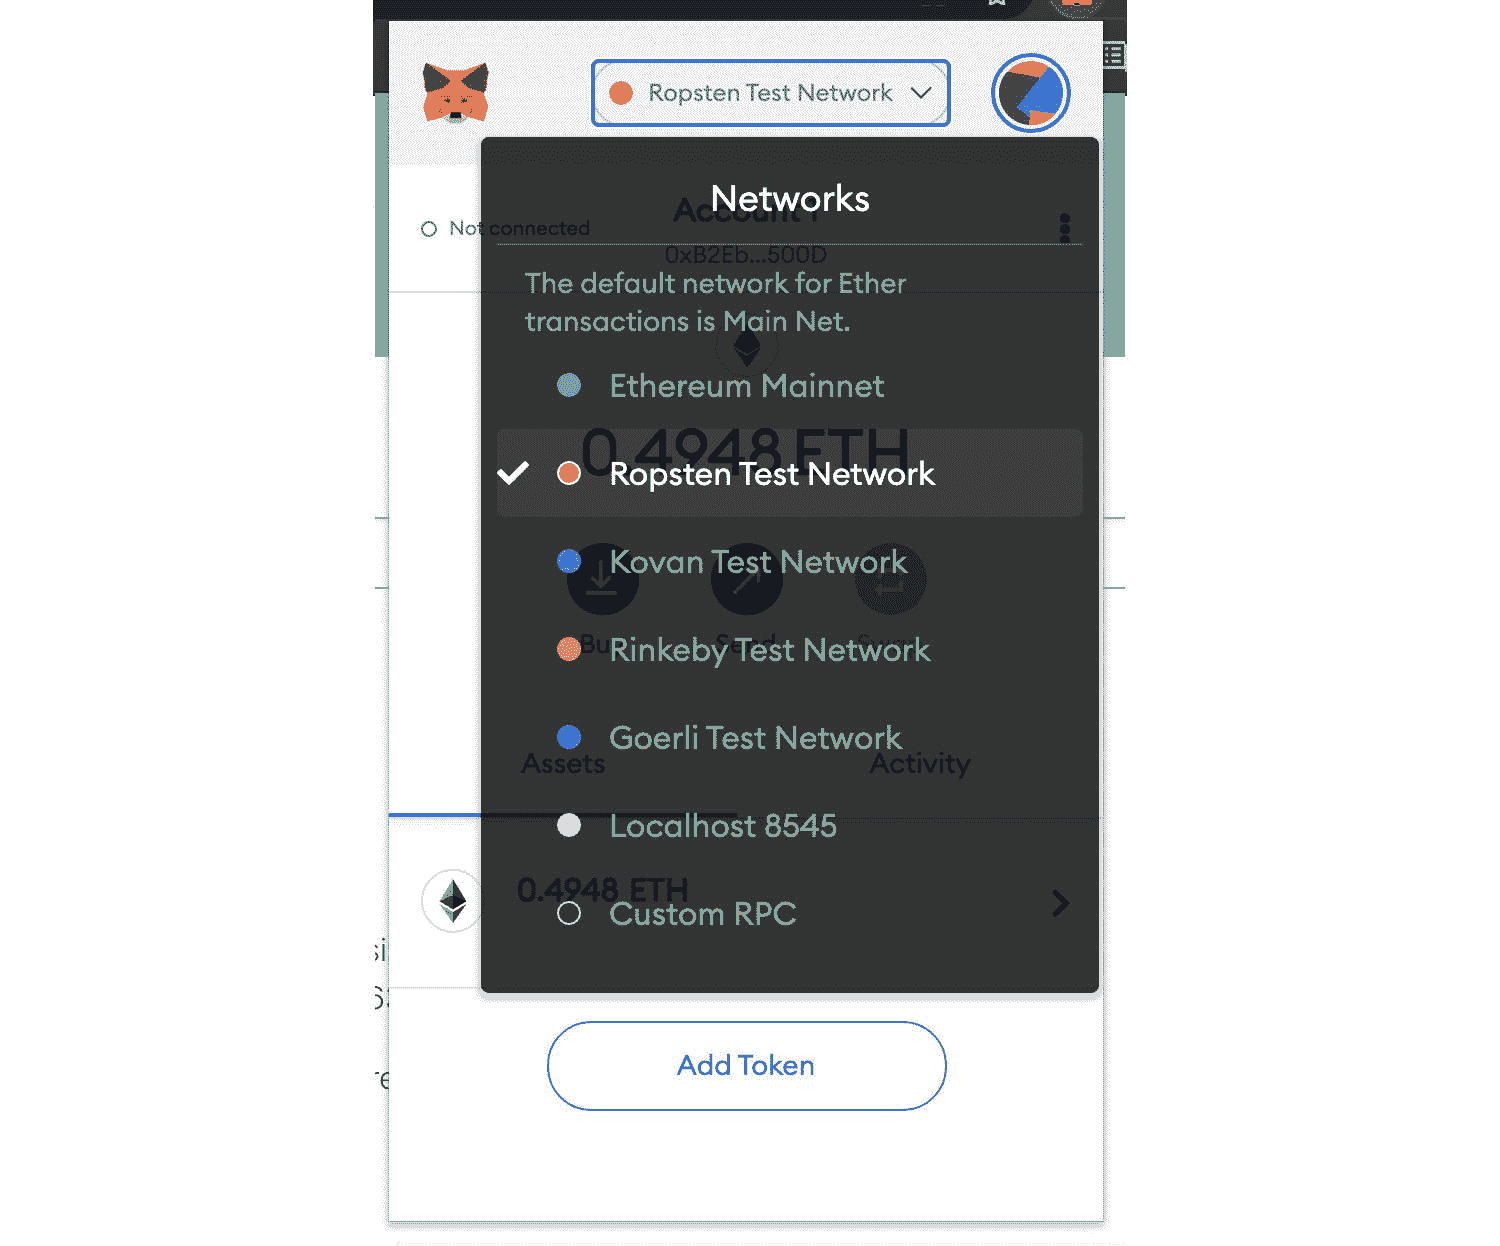 Ropsten Test Network
Networks
Account 1
Not connected
0xB2Eb...500D
The default network for Ether
transactions is Main Net.
Ethereum Mainnet
0.4948 ETH
Ropsten Test Network
Kovan Test Network
Buy
Send
Swap
Rinkeby Test Network
Goerli Test Network
Assets
Activity
Localhost 8545
0.4948 ETH
Custom RPC
Add Token